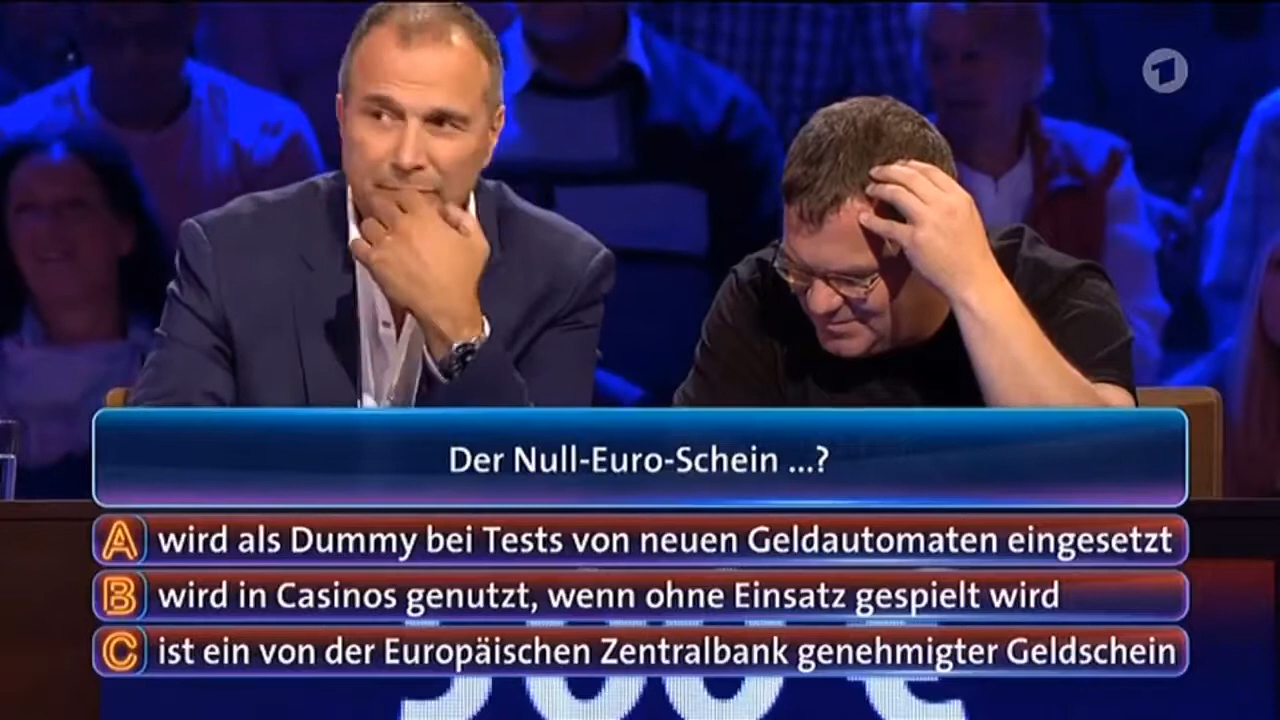 1
Der Null-Euro-Schein ...?
A wird als Dummy bei Tests von neuen Geldautomaten eingesetzt
B wird in Casinos genutzt, wenn ohne Einsatz gespielt wird
C ist ein von der Europäischen Zentralbank genehmigter Geldschein